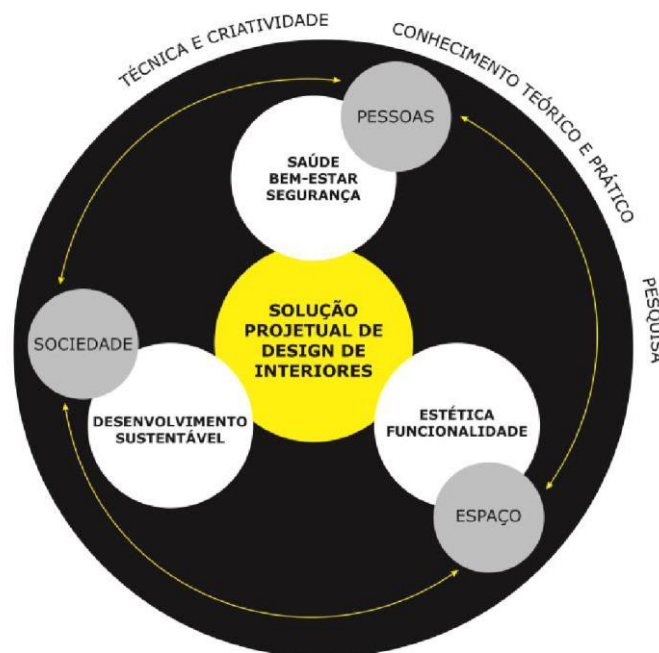 TÉCNICA E CRIATIVIDADE
CONHECIMENTO TEÓRICO E PRÁTICO
PESQUISA
PESSOAS
SAÚDE
BEM-ESTAR
SEGURANÇA
SOLUÇÃO
PROJETUAL DE
DESIGN DE
INTERIORES
SOCIEDADE
DESENVOLVIMENTO
SUSTENTÁVEL
ESTÉTICA
FUNCIONALIDADE
ESPAÇO